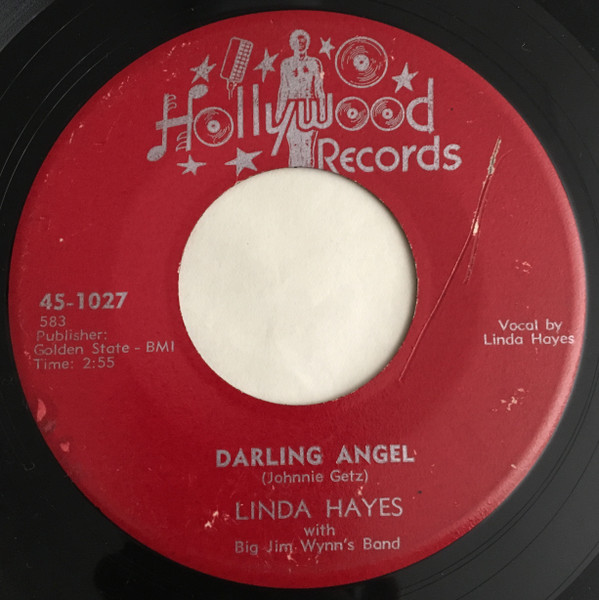 Hollywood
Records
45-1027
583
Publisher:
Golden State - BMI
Time: 2:55
Vocal by
Linda Hayes
DARLING ANGEL
(Johnnie Getz)
LINDA HAYES
with
Big Jim Wynn's Band